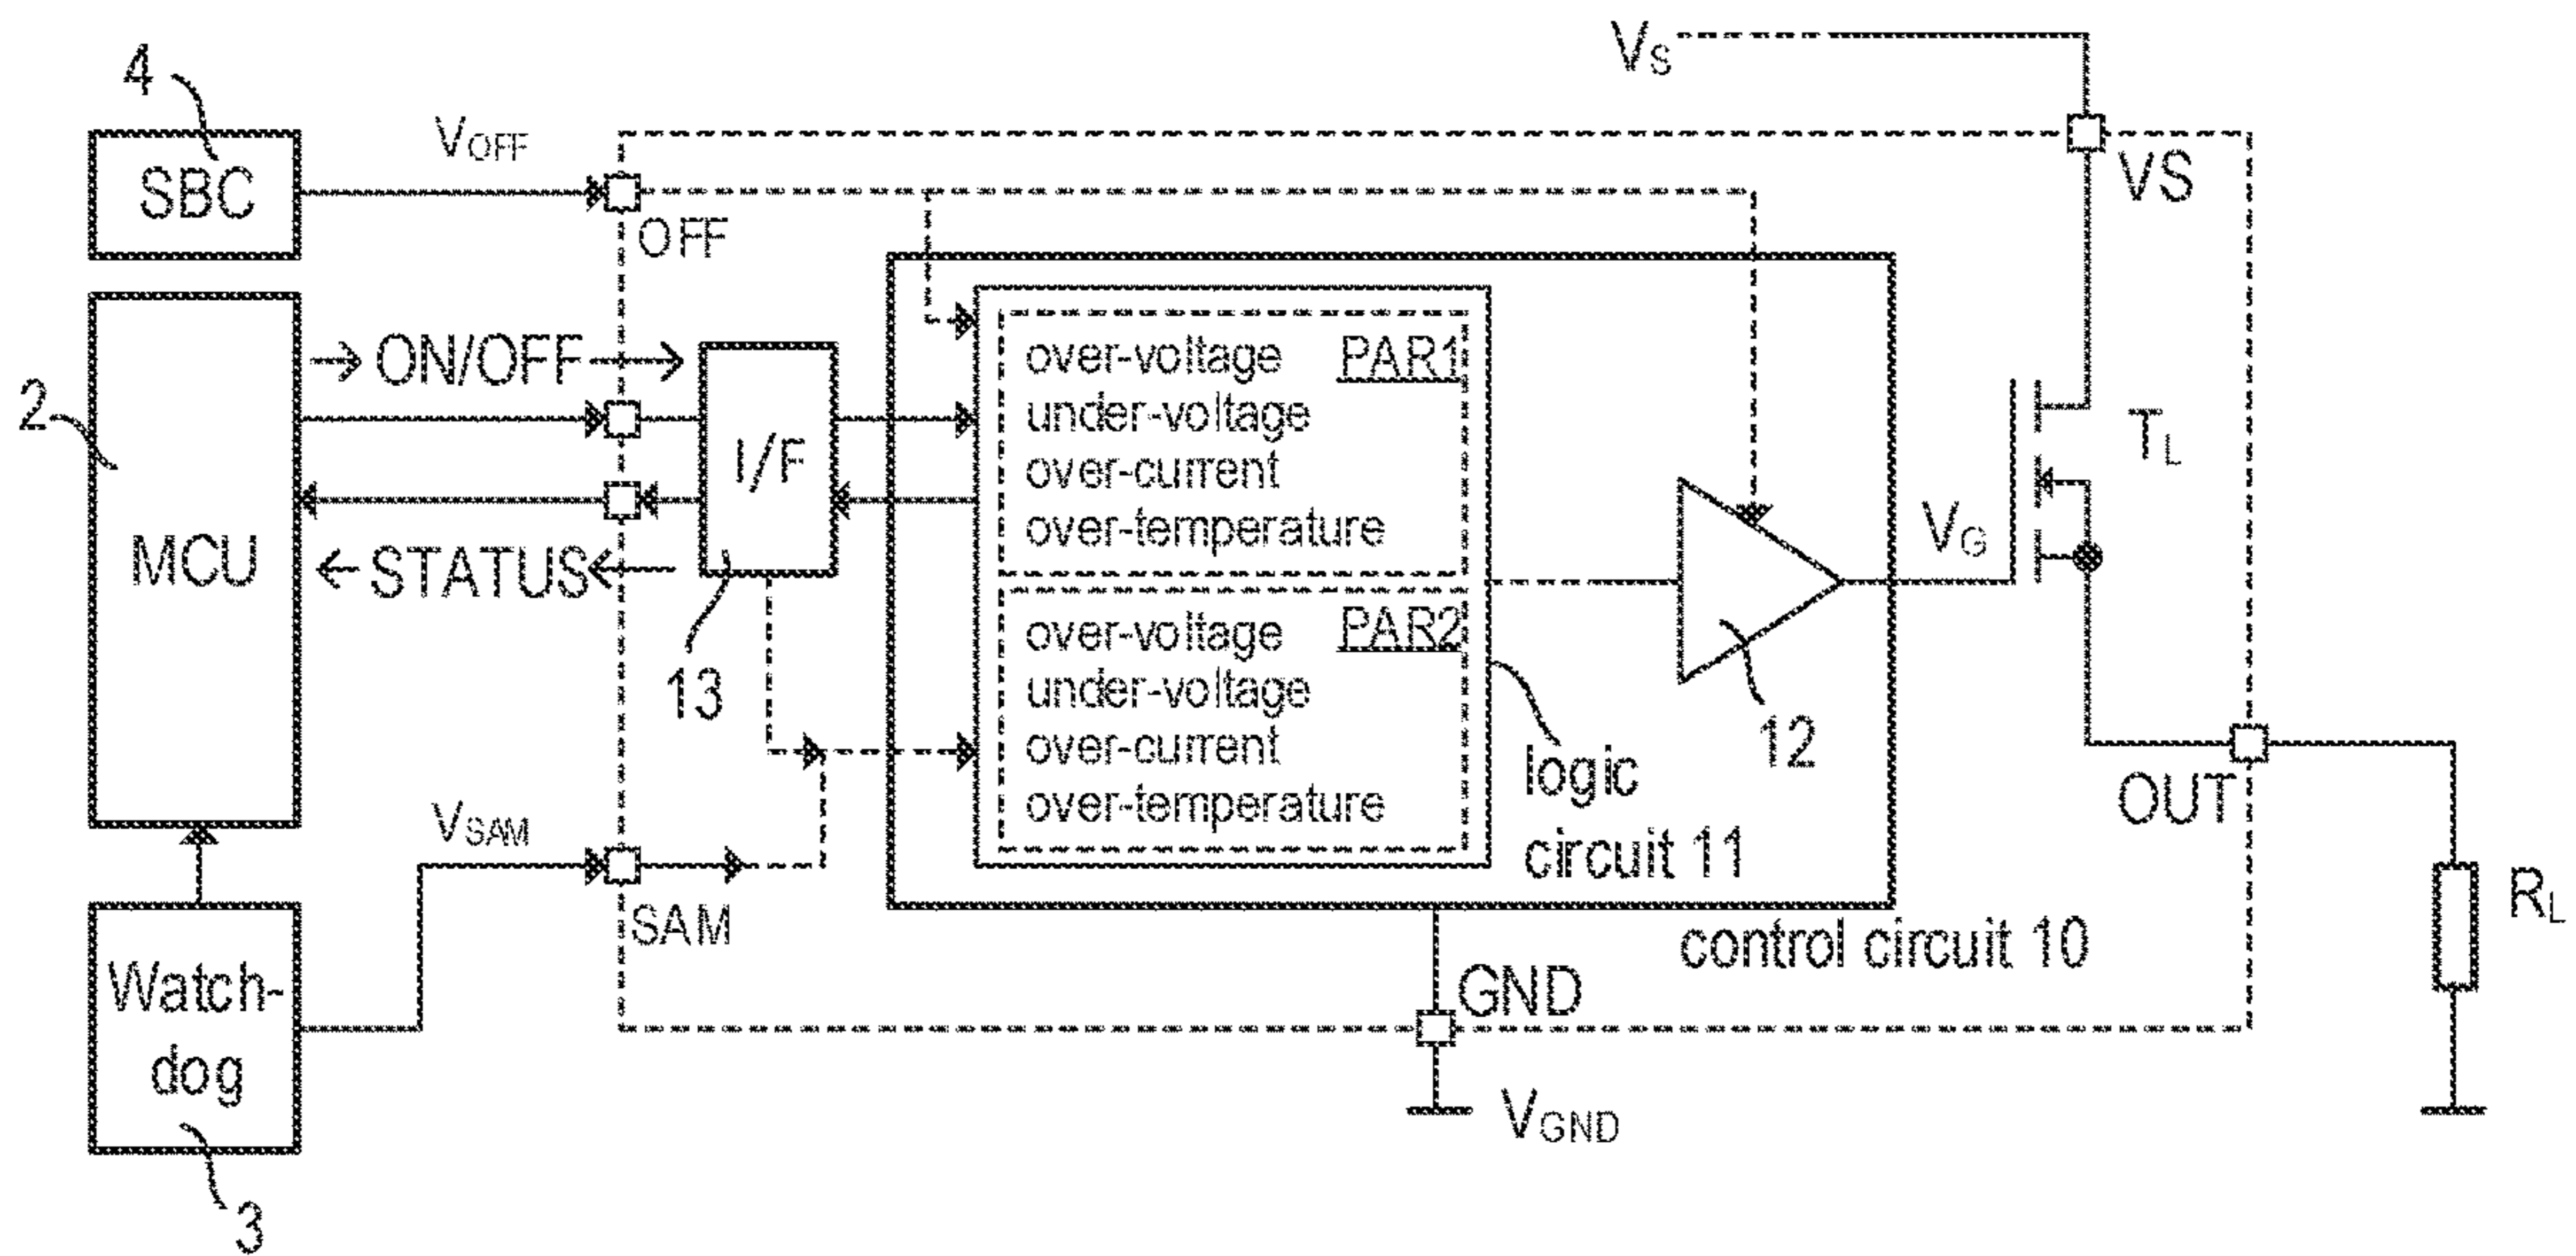 VS
4
VOFF
SBC
VS
OFF
ON/OFF
2
I/F
over-voltage PAR1
under-voltage
over-current
over-temperature
TL
VG
MCU
STATUS
13
over-voltage PAR2
under-voltage
over-current
over-temperature
12
logic
circuit 11
OUT
VSAM
SAM
RL
control circuit 10
Watch-
dog
GND
VGND
3